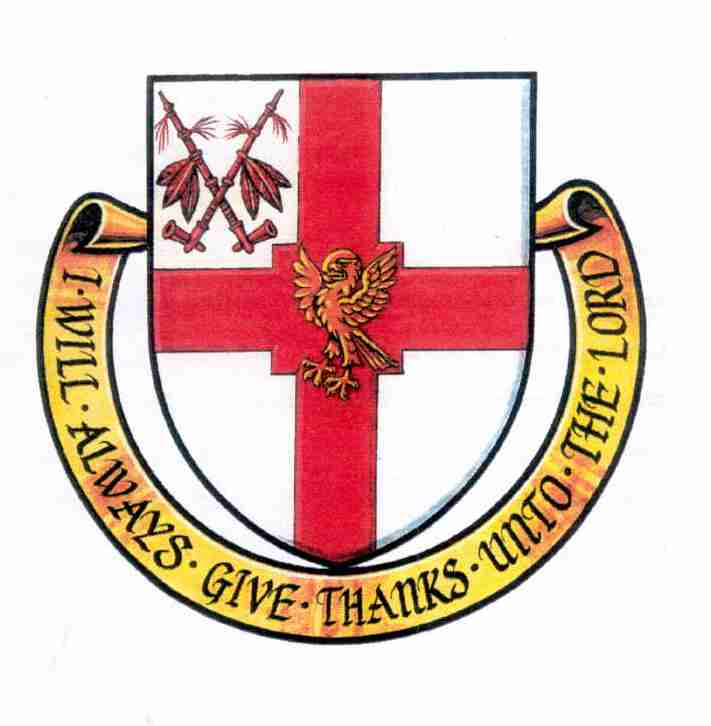 I · WILL · ALWAYS · GIVE · THANKS · UNTO · THE · LORD